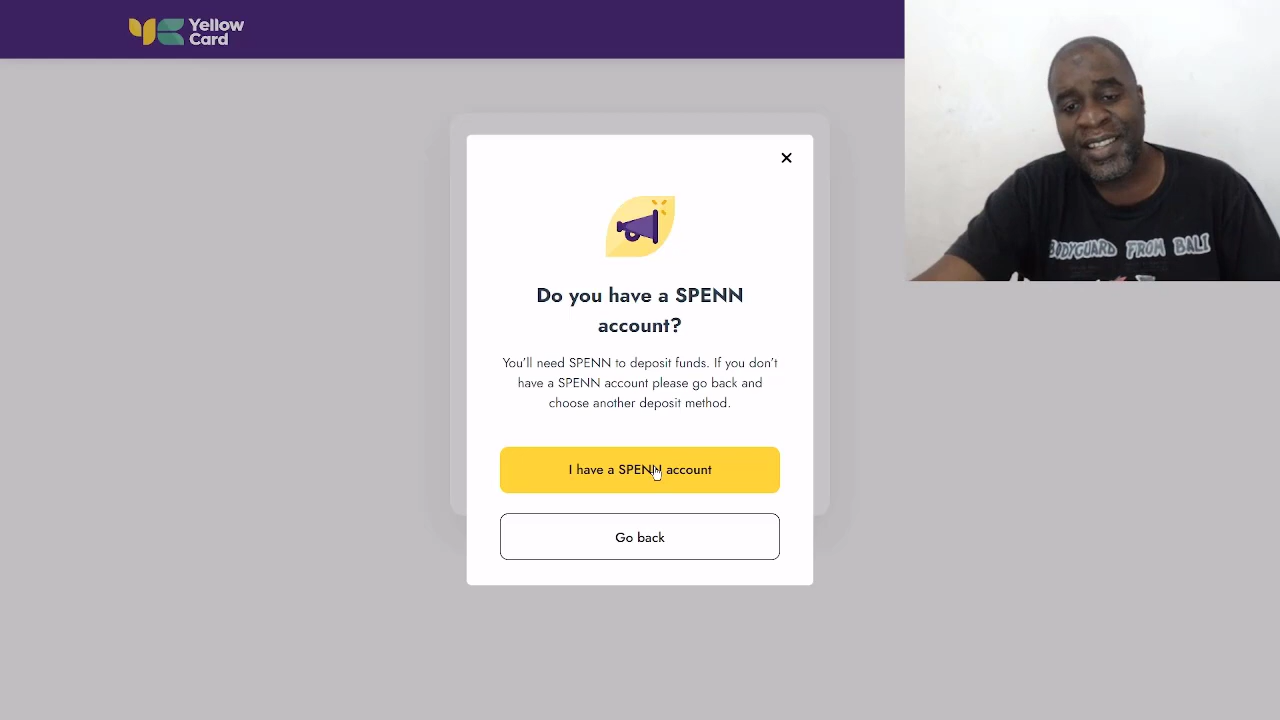 Yellow
Card
BODYGUARD FROM BALI
Do you have a SPENN
account?
You'll need SPENN to deposit funds. If you don't
have a SPENN account please go back and
choose another deposit method.
I have a SPENN account
Go back